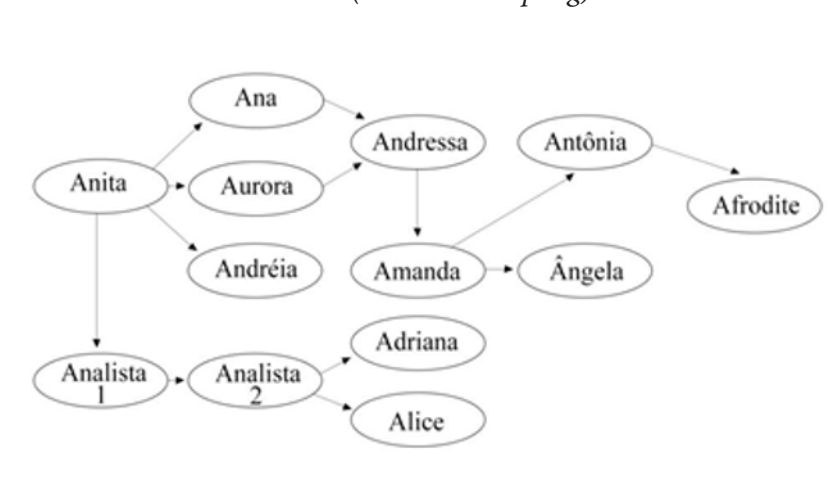 Ana
Andressa
Antônia
Anita
Aurora
Afrodite
Andréia
Amanda
Ângela
Adriana
Analista
1
Analista
2
Alice